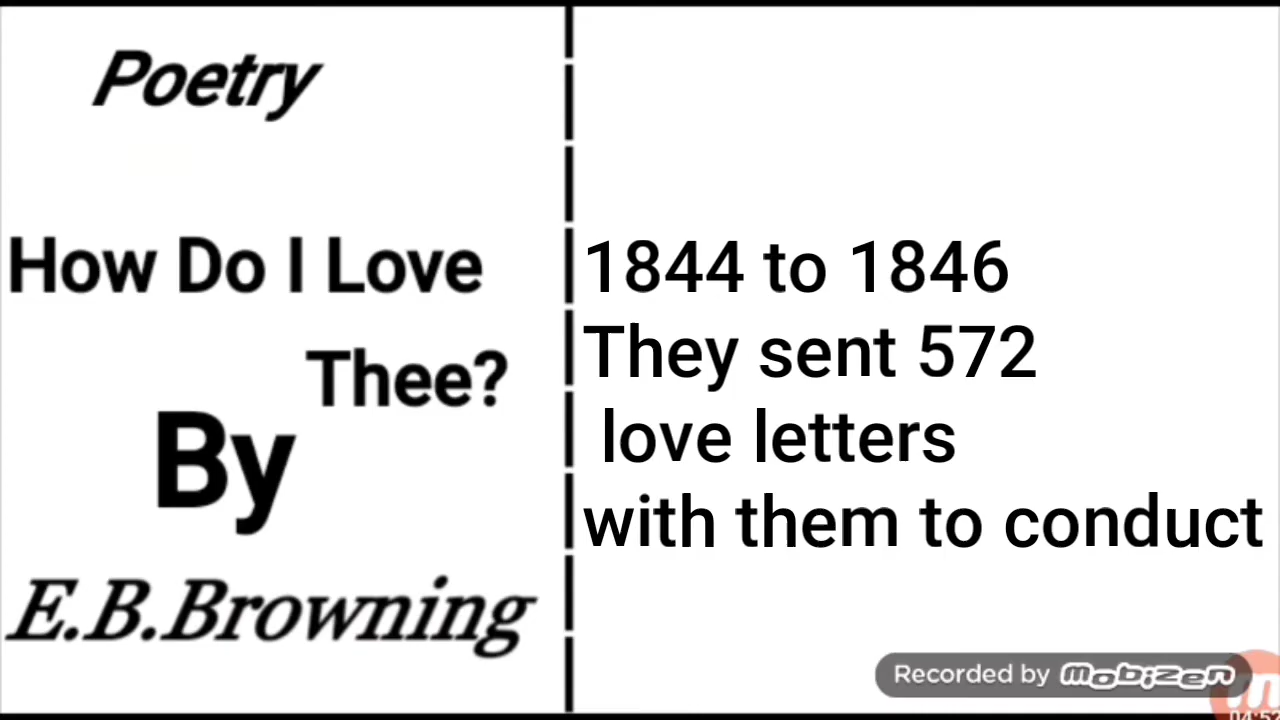 Poetry
How Do I Love
Thee?
By
E.B.Browning
1844 to 1846
They sent 572
love letters
with them to conduct
Recorded by mobizen